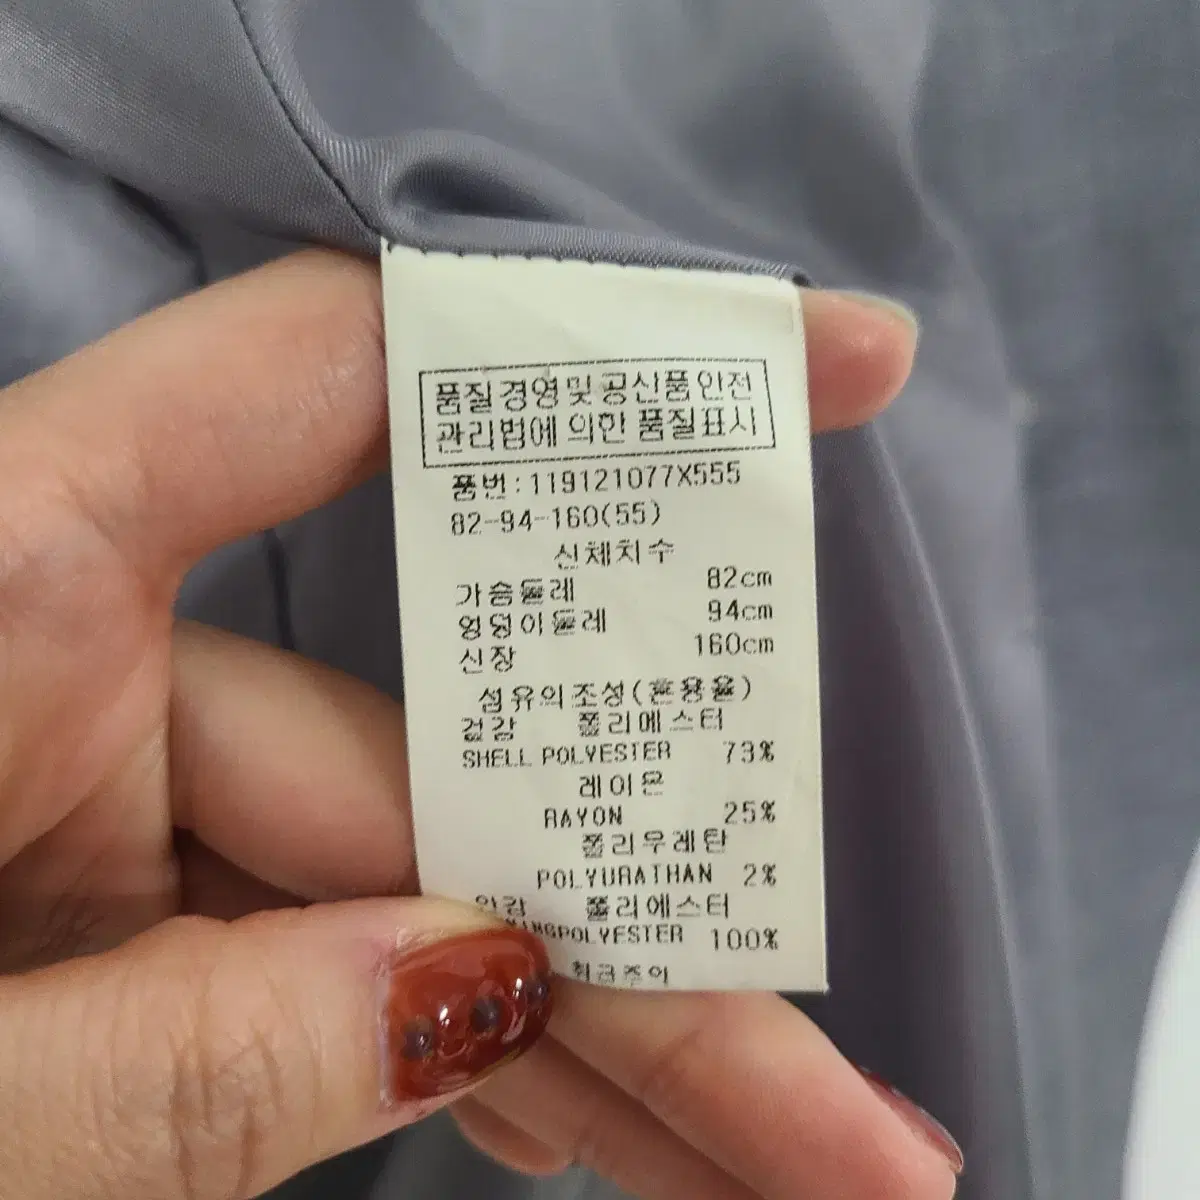 품질경영및공산품안전
관리법에 의한 품질표시
품번:119121077X555
82-94-160(55)
신체치수
가슴둘레 82cm
엉덩이둘레 94cm
신장 160cm
섬유의조성(혼용율)
겉감 폴리에스터
SHELL POLYESTER 73%
레이온
RAYON 25%
폴리우레탄
POLYURATHAN 2%
안감 폴리에스터
POLYESTER 100%
취급주의